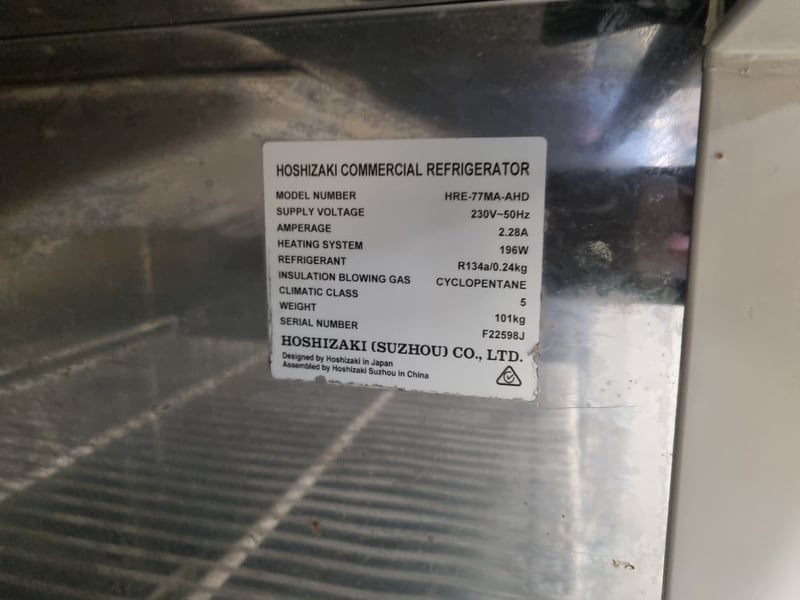 HOSHIZAKI COMMERCIAL REFRIGERATOR
MODEL NUMBER HRE-77MA-AHD
SUPPLY VOLTAGE 230V~50Hz
AMPERAGE 2.28A
HEATING SYSTEM 196W
REFRIGERANT R134a/0.24kg
INSULATION BLOWING GAS CYCLOPENTANE
CLIMATIC CLASS 5
WEIGHT 101kg
SERIAL NUMBER F22598J
HOSHIZAKI (SUZHOU) CO., LTD.
Designed by Hoshizaki in Japan
Assembled by Hoshizaki Suzhou in China